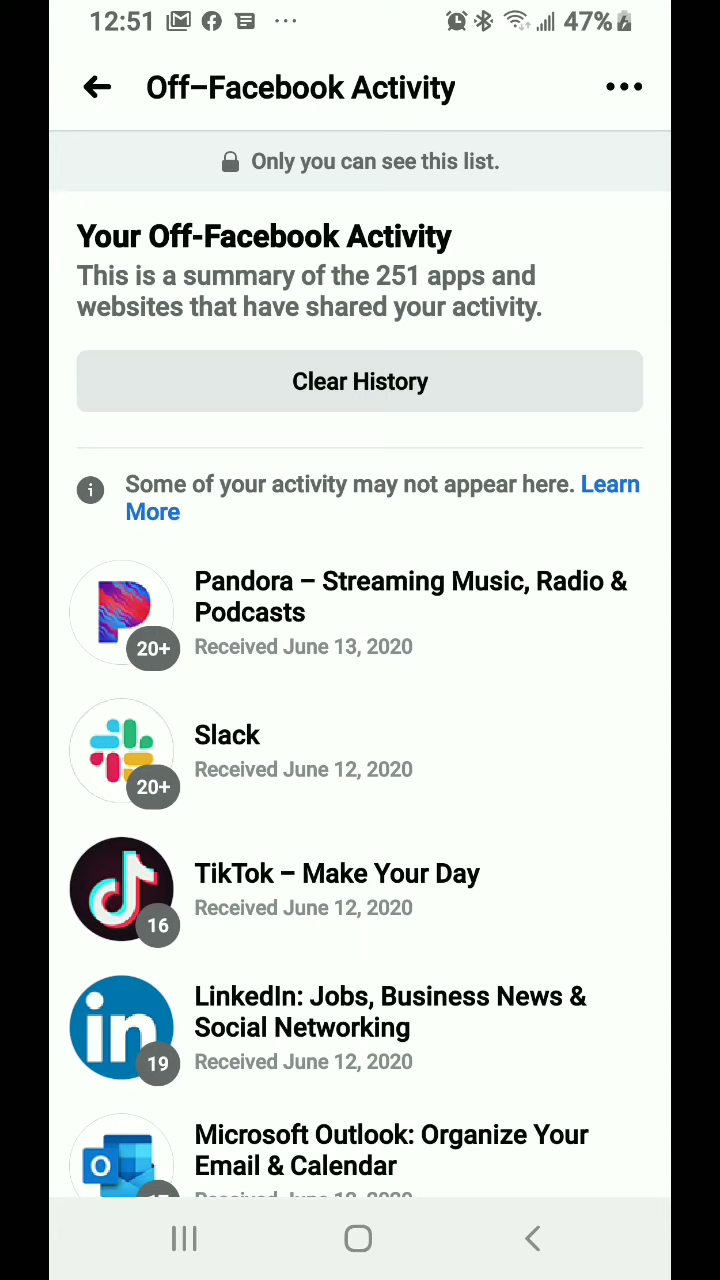 12:51 47%
Off-Facebook Activity
Only you can see this list.
Your Off-Facebook Activity
This is a summary of the 251 apps and
websites that have shared your activity.
Clear History
Some of your activity may not appear here. Learn
More
Pandora – Streaming Music, Radio &
Podcasts
20+
Received June 13, 2020
Slack
Received June 12, 2020
20+
TikTok – Make Your Day
Received June 12, 2020
16
LinkedIn: Jobs, Business News &
Social Networking
in
19
Received June 12, 2020
Microsoft Outlook: Organize Your
Email & Calendar